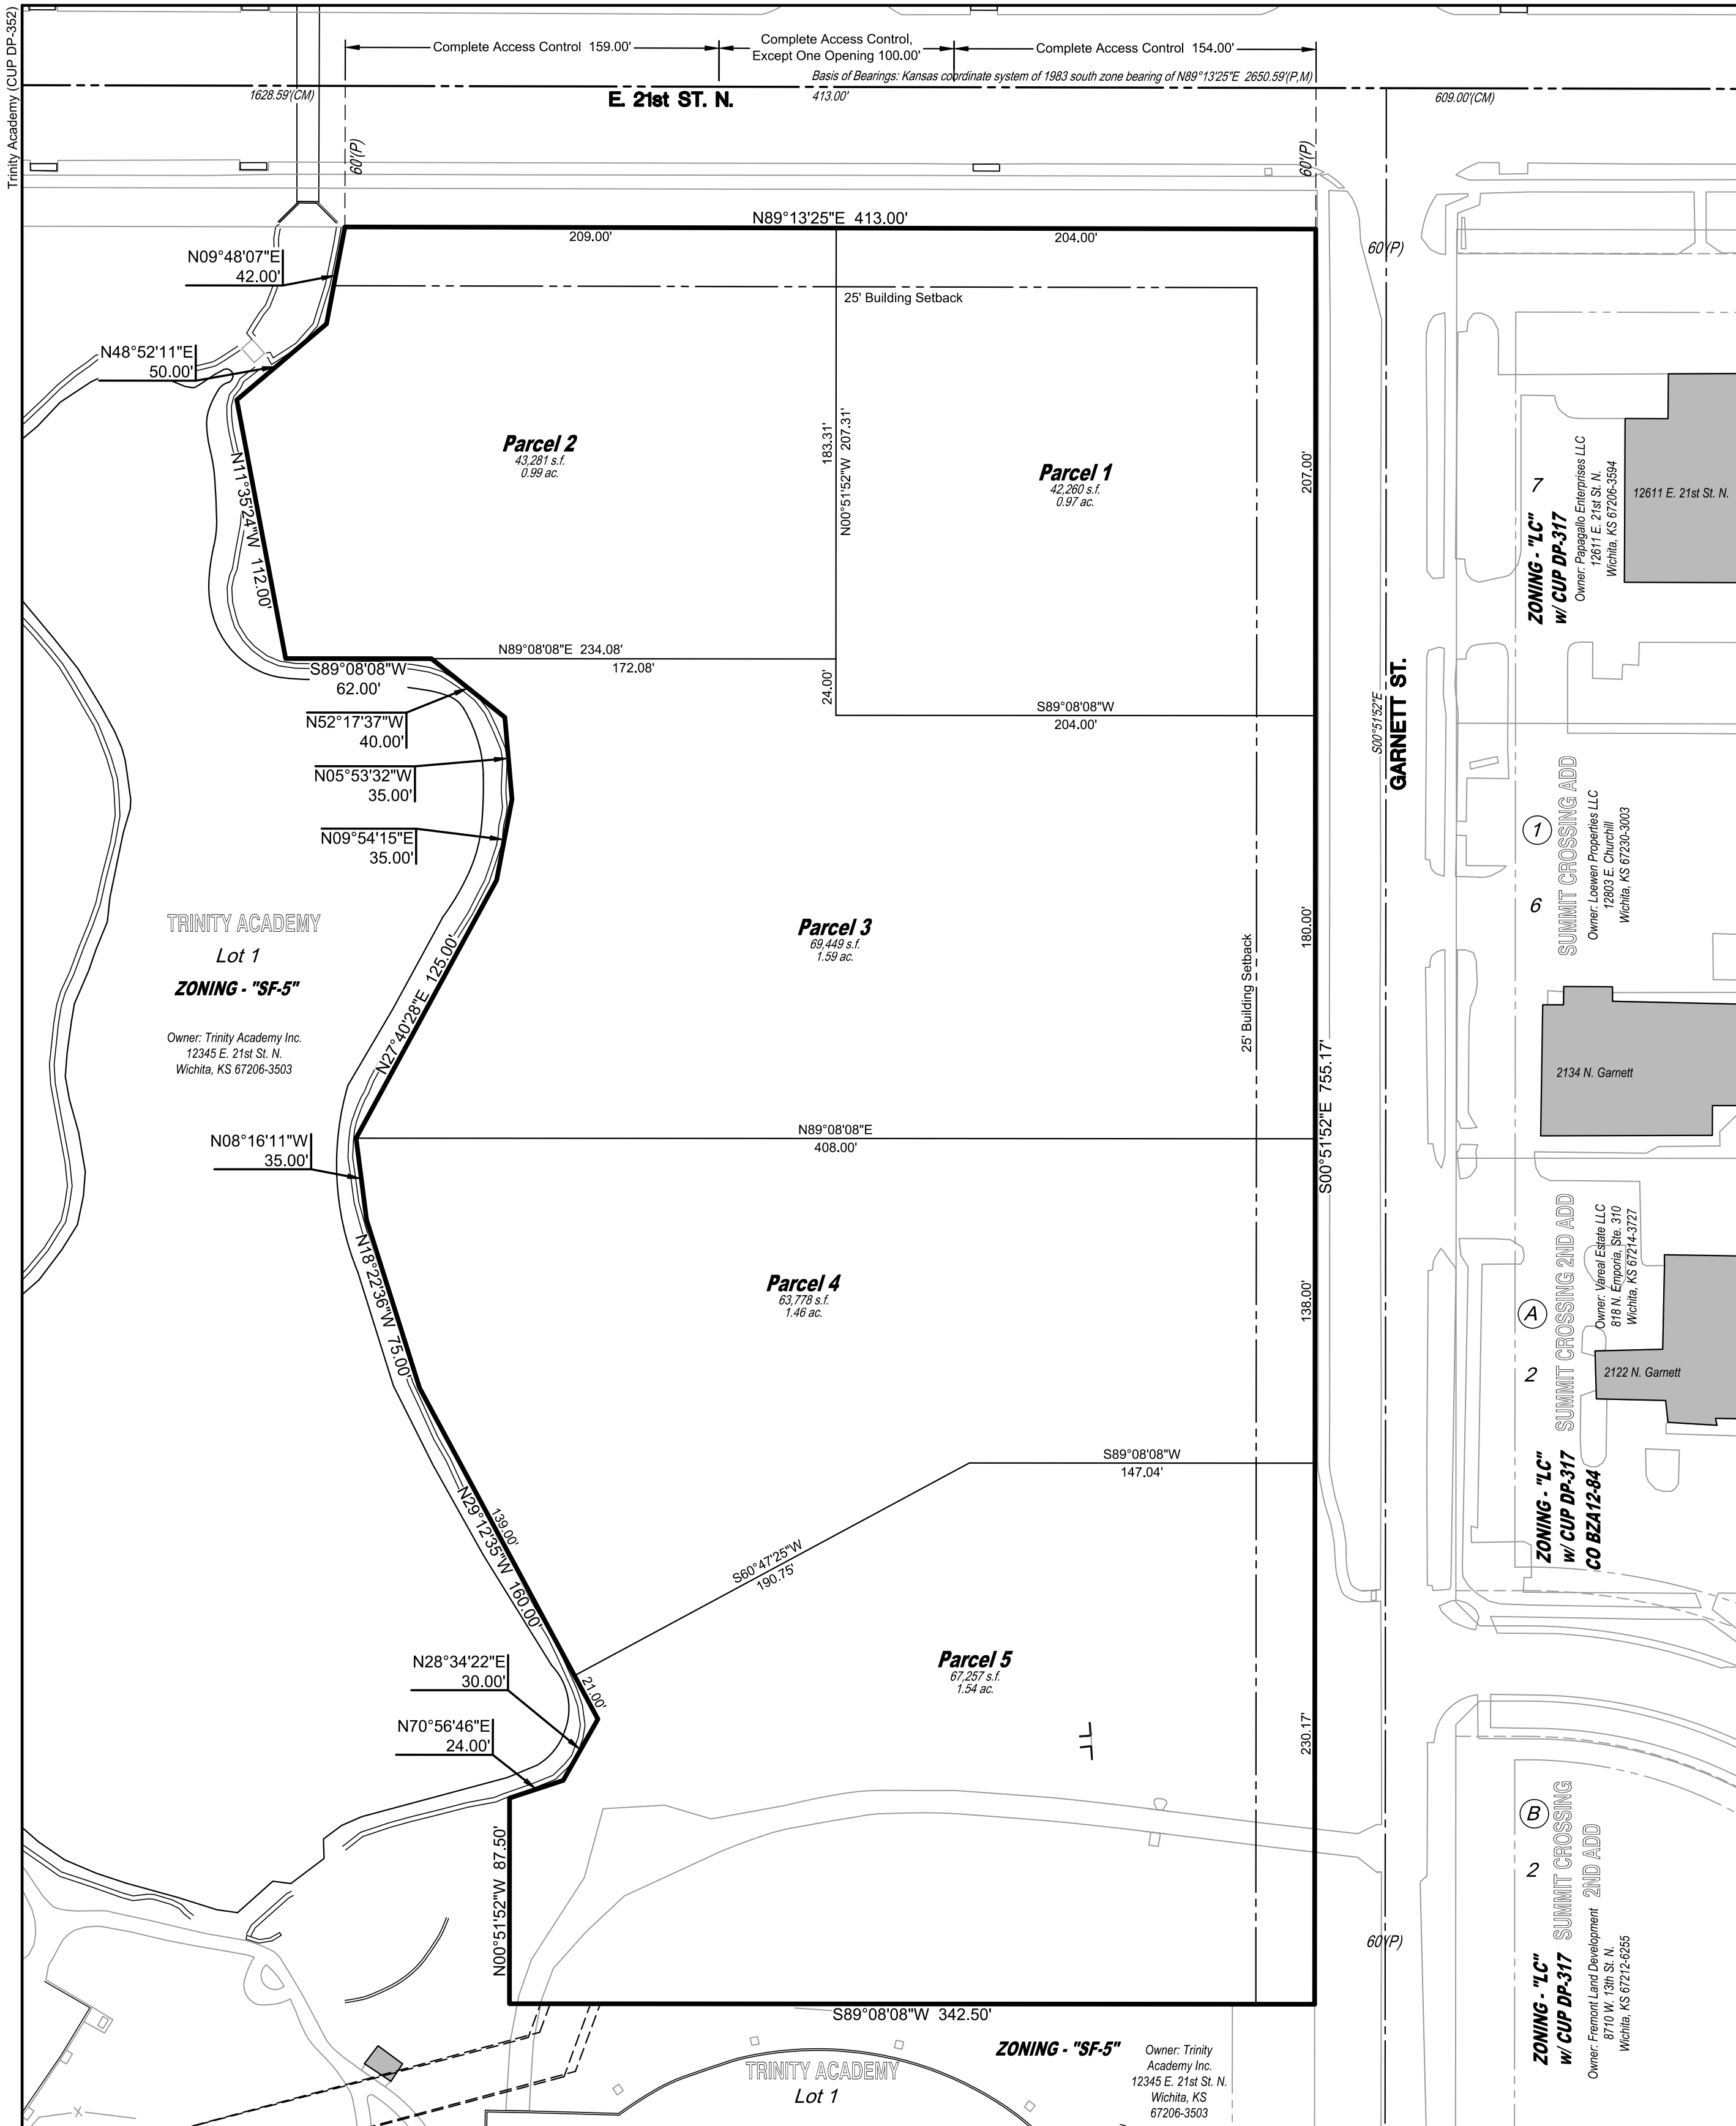 Trinity Academy (CUP DP-352)
Complete Access Control 159.00'
Complete Access Control,
Except One Opening 100.00'
Complete Access Control 154.00'
Basis of Bearings: Kansas coordinate system of 1983 south zone bearing of N89°13'25"E 2650.59'(P,M)
1628.59'(CM)
E. 21st ST. N.
413.00'
609.00'(CM)
60'(P)
60'(P)
N89°13'25"E 413.00'
209.00'
204.00'
60'(P)
N09°48'07"E
42.00'
25' Building Setback
N48°52'11"E
50.00'
Parcel 2
43,281 s.f.
0.99 ac.
183.31'
N00°51'52"W 207.31'
Parcel 1
42,260 s.f.
0.97 ac.
207.00'
N11°35'24"W 112.00'
7
ZONING - "LC"
w/ CUP DP-317
Owner: Papagallo Enterprises LLC
12611 E. 21st St. N.
Wichita, KS 67206-3594
12611 E. 21st St. N.
N89°08'08"E 234.08'
172.08'
S89°08'08"W
62.00'
24.00'
S89°08'08"W
204.00'
N52°17'37"W
40.00'
N05°53'32"W
35.00'
N09°54'15"E
35.00'
S00°51'52"E
GARNETT ST.
1
6
SUMMIT CROSSING ADD
Owner: Loewen Properties LLC
12803 E. Churchill
Wichita, KS 67230-3003
TRINITY ACADEMY
Lot 1
ZONING - "SF-5"
Owner: Trinity Academy Inc.
12345 E. 21st St. N.
Wichita, KS 67206-3503
Parcel 3
69,449 s.f.
1.59 ac.
180.00'
25' Building Setback
N27°40'28"E 125.00'
2134 N. Garnett
S00°51'52"E 755.17'
N89°08'08"E
408.00'
N08°16'11"W
35.00'
N18°22'36"W 75.00'
Parcel 4
63,778 s.f.
1.46 ac.
138.00'
A
2
SUMMIT CROSSING 2ND ADD
Owner: Vareal Estate LLC
818 N. Emporia, Ste. 310
Wichita, KS 67214-3727
2122 N. Garnett
ZONING - "LC"
w/ CUP DP-317
CO BZA12-84
S89°08'08"W
147.04'
139.00'
N29°12'35"W 160.00'
S60°47'25"W
190.75'
N28°34'22"E
30.00'
21.00'
N70°56'46"E
24.00'
Parcel 5
67,257 s.f.
1.54 ac.
230.17'
N00°51'52"W 87.50'
60'(P)
B
2
SUMMIT CROSSING
2ND ADD
ZONING - "LC"
w/ CUP DP-317
Owner: Fremont Land Development
8710 W. 13th St. N.
Wichita, KS 67212-6255
S89°08'08"W 342.50'
TRINITY ACADEMY
Lot 1
ZONING - "SF-5"
Owner: Trinity
Academy Inc.
12345 E. 21st St. N.
Wichita, KS
67206-3503